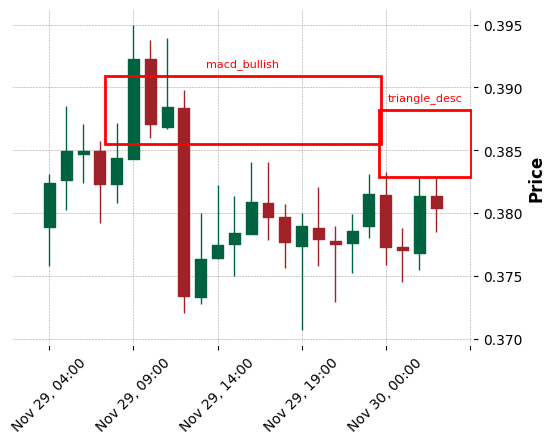 macd_bullish
triangle_desc
0.395
0.390
0.385
0.380
0.375
0.370
Price
Nov 29, 04:00
Nov 29, 09:00
Nov 29, 14:00
Nov 29, 19:00
Nov 30, 00:00